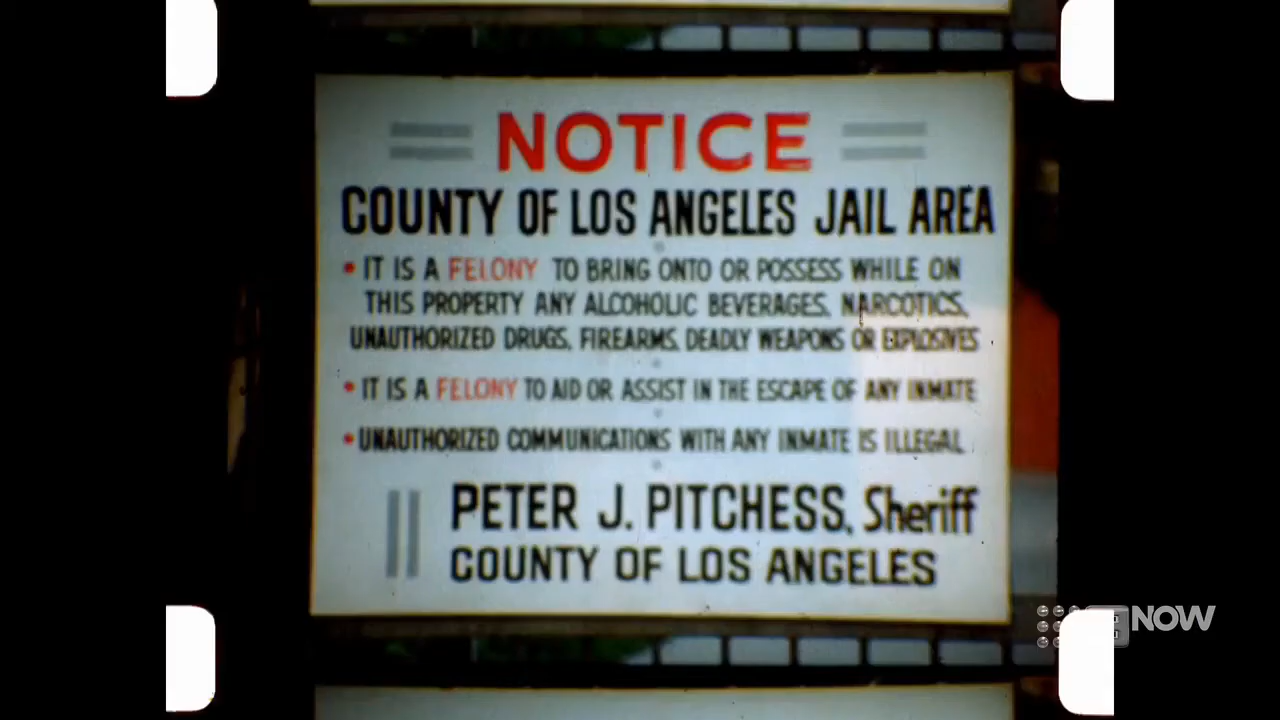 NOTICE
COUNTY OF LOS ANGELES JAIL AREA
• IT IS A FELONY TO BRING ONTO OR POSSESS WHILE ON
THIS PROPERTY ANY ALCOHOLIC BEVERAGES, NARCOTICS,
UNAUTHORIZED DRUGS, FIREARMS, DEADLY WEAPONS OR EXPLOSIVES
• IT IS A FELONY TO AID OR ASSIST IN THE ESCAPE OF ANY INMATE
• UNAUTHORIZED COMMUNICATIONS WITH ANY INMATE IS ILLEGAL
PETER J. PITCHESS, Sheriff
COUNTY OF LOS ANGELES
NOW